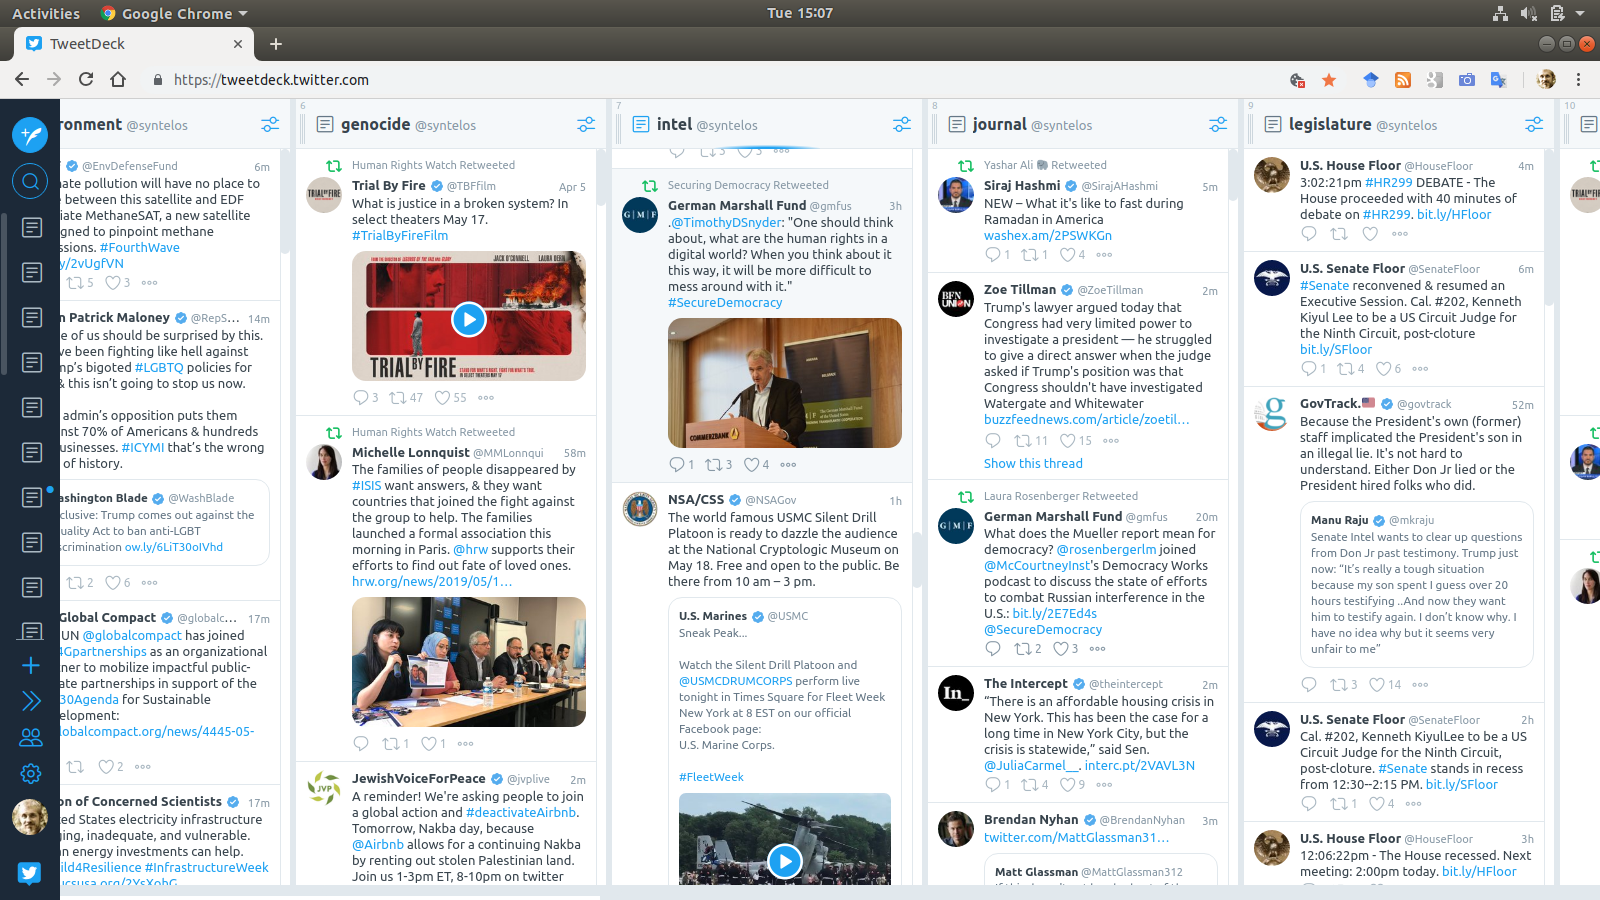 Activities
Google Chrome
Tue 15:07
TweetDeck
https://tweetdeck.twitter.com
ronment @syntelos
@EnvDefenseFund 6m
ate pollution will have no place to
between this satellite and EDF
iate MethaneSAT, a new satellite
gned to pinpoint methane
ssions. #FourthWave
y/2vUgfVN
5 3
n Patrick Maloney @RepS... 14m
e of us should be surprised by this.
ve been fighting like hell against
mp's bigoted #LGBTQ policies for
& this isn't going to stop us now.
admin's opposition puts them
nst 70% of Americans & hundreds
usinesses. #ICYMI that's the wrong
of history.
ashington Blade @WashBlade
clusive: Trump comes out against the
quality Act to ban anti-LGBT
scrimination ow.ly/6LiT30oIVhd
2 6
Global Compact @globalc... 17m
UN @globalcompact has joined
4Gpartnerships as an organizational
ner to mobilize impactful public-
ate partnerships in support of the
30Agenda for Sustainable
elopment:
lobalcompact.org/news/4445-05-
2
on of Concerned Scientists 17m
ted States electricity infrastructure
ging, inadequate, and vulnerable.
an energy investments can help.
ild4Resilience #InfrastructureWeek
ucsusa.org/2YsXobG
6
genocide @syntelos
Human Rights Watch Retweeted
Trial By Fire @TBFfilm Apr 5
What is justice in a broken system? In
select theaters May 17.
#TrialByFireFilm
JACK O'CONNELL LAURA DERN
TRIAL BY FIRE
3 47 55
Human Rights Watch Retweeted
Michelle Lonnquist @MMLonnqui 58m
The families of people disappeared by
#ISIS want answers, & they want
countries that joined the fight against
the group to help. The families
launched a formal association this
morning in Paris. @hrw supports their
efforts to find out fate of loved ones.
hrw.org/news/2019/05/1...
1 1
JewishVoiceForPeace @jvplive 2m
A reminder! We're asking people to join
a global action and #deactivateAirbnb.
Tomorrow, Nakba day, because
@Airbnb allows for a continuing Nakba
by renting out stolen Palestinian land.
Join us 1-3pm ET, 8-10pm on twitter
7
intel @syntelos
3 3
Securing Democracy Retweeted
German Marshall Fund @gmfus 3h
.@TimothyDSnyder: "One should think
about, what are the human rights in a
digital world? When you think about it
this way, it will be more difficult to
mess around with it."
#SecureDemocracy
COMMERZBANK
1 3 4
NSA/CSS @NSAGov 1h
The world famous USMC Silent Drill
Platoon is ready to dazzle the audience
at the National Cryptologic Museum on
May 18. Free and open to the public. Be
there from 10 am – 3 pm.
U.S. Marines @USMC
Sneak Peak...
Watch the Silent Drill Platoon and
@USMCDRUMCORPS perform live
tonight in Times Square for Fleet Week
New York at 8 EST on our official
Facebook page:
U.S. Marine Corps.
#FleetWeek
8
journal @syntelos
Yashar Ali Retweeted
Siraj Hashmi @SirajAHashmi 5m
NEW – What it's like to fast during
Ramadan in America
washex.am/2PSWKGn
1 1 4
BFN UNION
Zoe Tillman @ZoeTillman 2m
Trump's lawyer argued today that
Congress had very limited power to
investigate a president — he struggled
to give a direct answer when the judge
asked if Trump's position was that
Congress shouldn't have investigated
Watergate and Whitewater
buzzfeednews.com/article/zoetil...
11 15
Show this thread
Laura Rosenberger Retweeted
German Marshall Fund @gmfus 20m
What does the Mueller report mean for
democracy? @rosenbergerlm joined
@McCourtneyInst's Democracy Works
podcast to discuss the state of efforts
to combat Russian interference in the
U.S.: bit.ly/2E7Ed4s
@SecureDemocracy
2 3
The Intercept @theintercept 2m
“There is an affordable housing crisis in
New York. This has been the case for a
long time in New York City, but the
crisis is statewide,” said Sen.
@JuliaCarmel__. interc.pt/2VAVL3N
1 4 9
Brendan Nyhan @BrendanNyhan 3m
twitter.com/MattGlassman31...
Matt Glassman @MattGlassman312
9
legislature @syntelos
U.S. House Floor @HouseFloor 4m
3:02:21pm #HR299 DEBATE - The
House proceeded with 40 minutes of
debate on #HR299. bit.ly/HFloor
U.S. Senate Floor @SenateFloor 6m
#Senate reconvened & resumed an
Executive Session. Cal. #202, Kenneth
Kiyul Lee to be a US Circuit Judge for
the Ninth Circuit, post-cloture
bit.ly/SFloor
1 4 6
GovTrack. @govtrack 52m
Because the President's own (former)
staff implicated the President's son in
an illegal lie. It's not hard to
understand. Either Don Jr lied or the
President hired folks who did.
Manu Raju @mkraju
Senate Intel wants to clear up questions
from Don Jr past testimony. Trump just
now: “It's really a tough situation
because my son spent I guess over 20
hours testifying ..And now they want
him to testify again. I don't know why. I
have no idea why but it seems very
unfair to me”
3 14
U.S. Senate Floor @SenateFloor 2h
Cal. #202, Kenneth KiyulLee to be a US
Circuit Judge for the Ninth Circuit,
post-cloture. #Senate stands in recess
from 12:30--2:15 PM. bit.ly/SFloor
1 4
U.S. House Floor @HouseFloor 3h
12:06:22pm - The House recessed. Next
meeting: 2:00pm today. bit.ly/HFloor
10